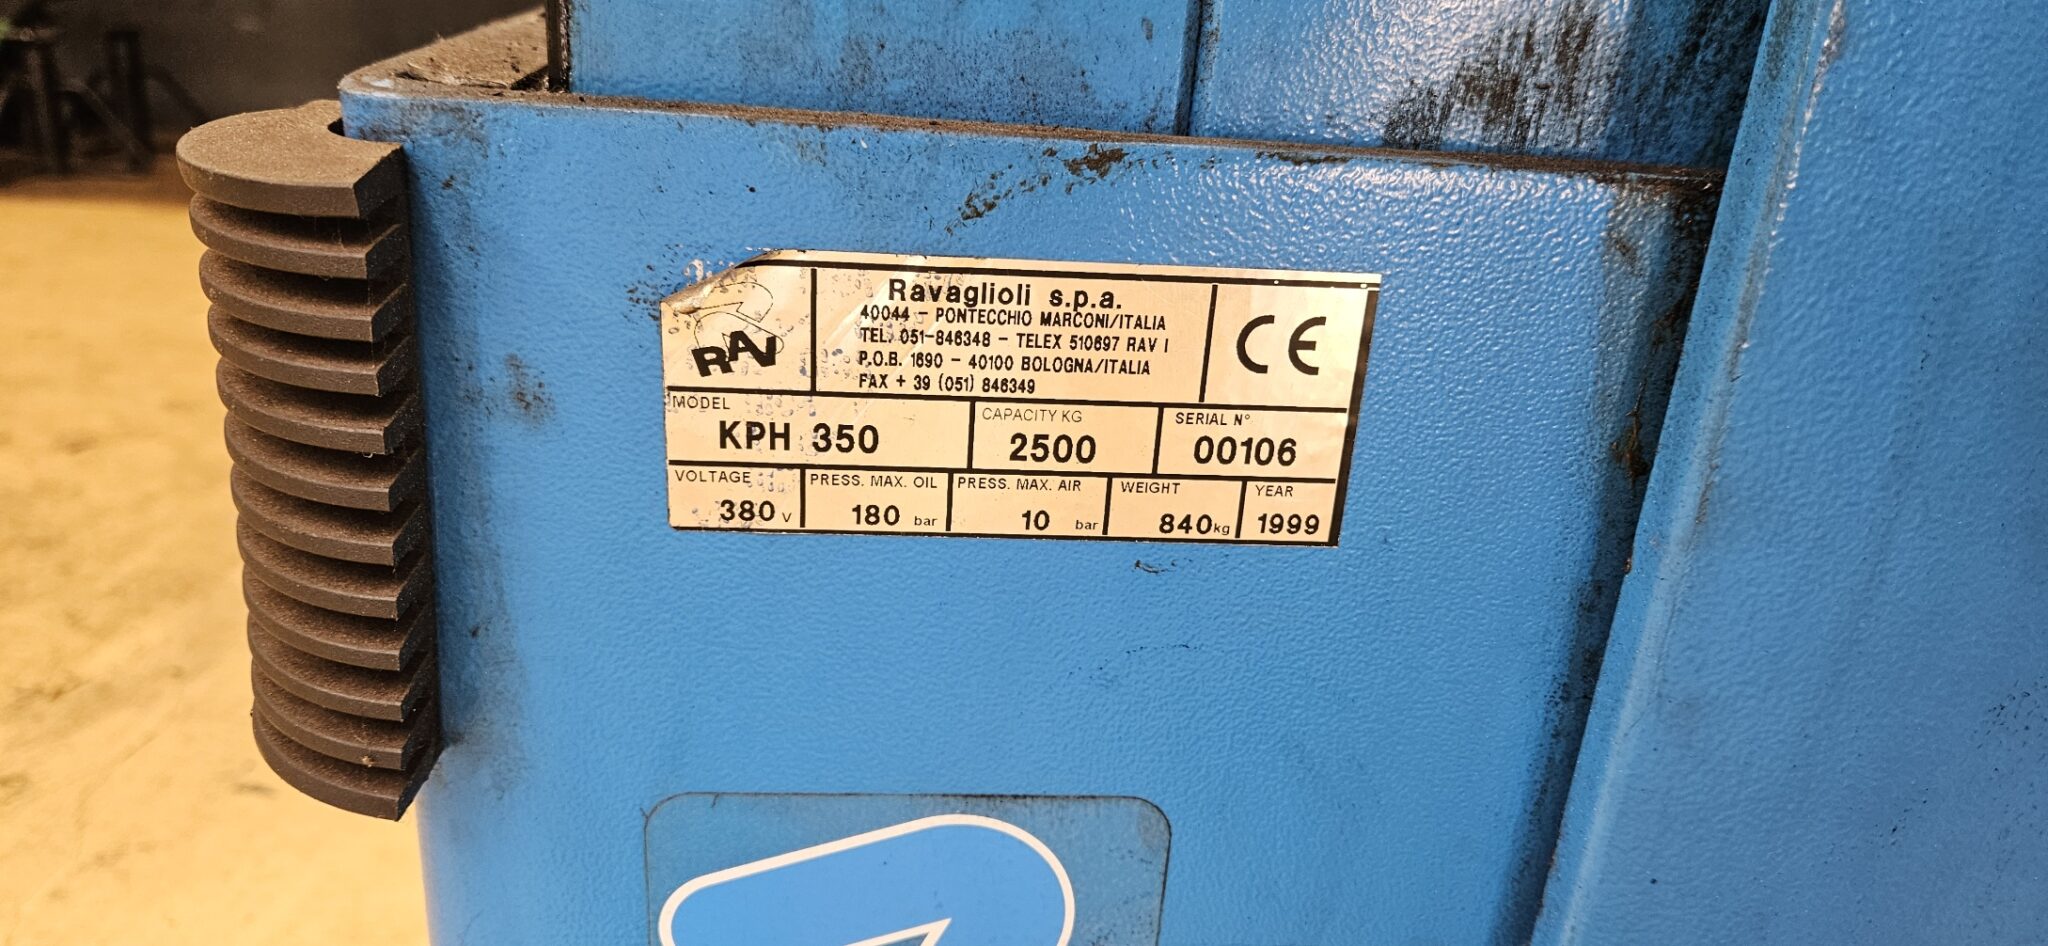 RAV
Ravaglioli s.p.a.
40044 - PONTECCHIO MARCONI/ITALIA
TEL. 051-846348 - TELEX 510697 RAV I
P.O.B. 1690 - 40100 BOLOGNA/ITALIA
FAX + 39 (051) 846349
CE
MODEL
KPH 350
CAPACITY KG
2500
SERIAL N°
00106
VOLTAGE
380 V
PRESS. MAX. OIL
180 bar
PRESS. MAX. AIR
10 bar
WEIGHT
840 kg
YEAR
1999